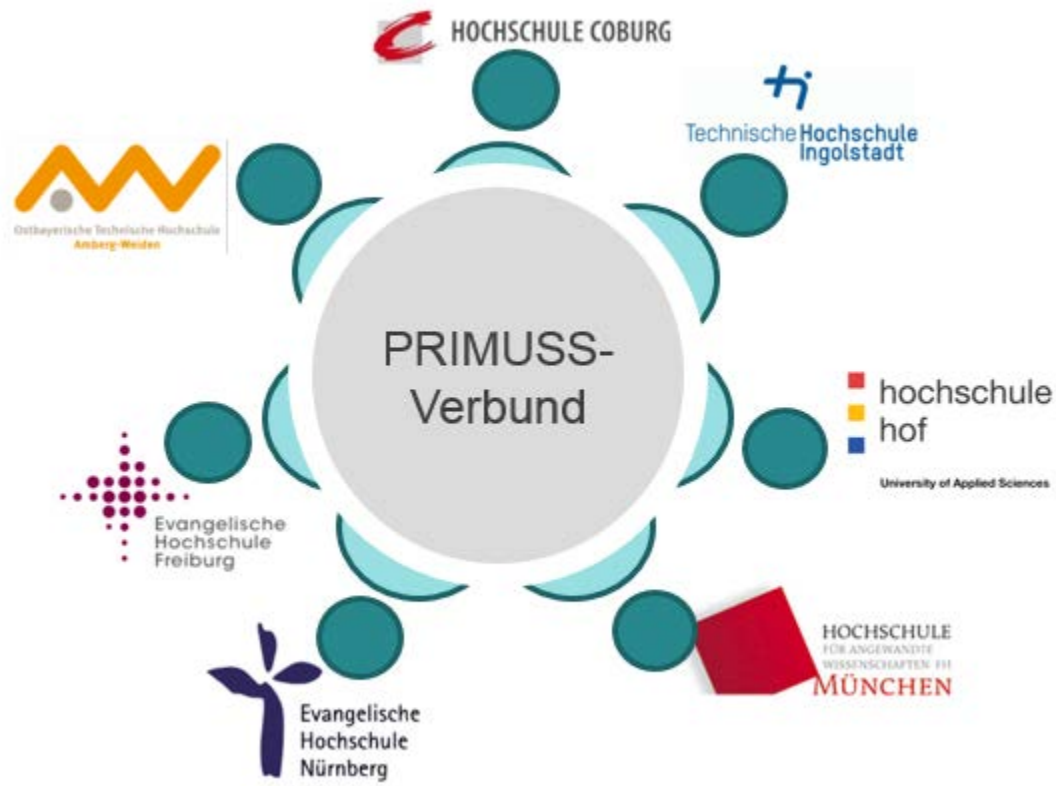 HOCHSCHULE COBURG
Technische Hochschule
Ingolstadt
Ostbayerische Technische Hochschule
Amberg-Weiden
PRIMUSS-
Verbund
hochschule
hof
University of Applied Sciences
Evangelische
Hochschule
Freiburg
HOCHSCHULE
FÜR ANGEWANDTE
WISSENSCHAFTEN FH
MÜNCHEN
Evangelische
Hochschule
Nürnberg